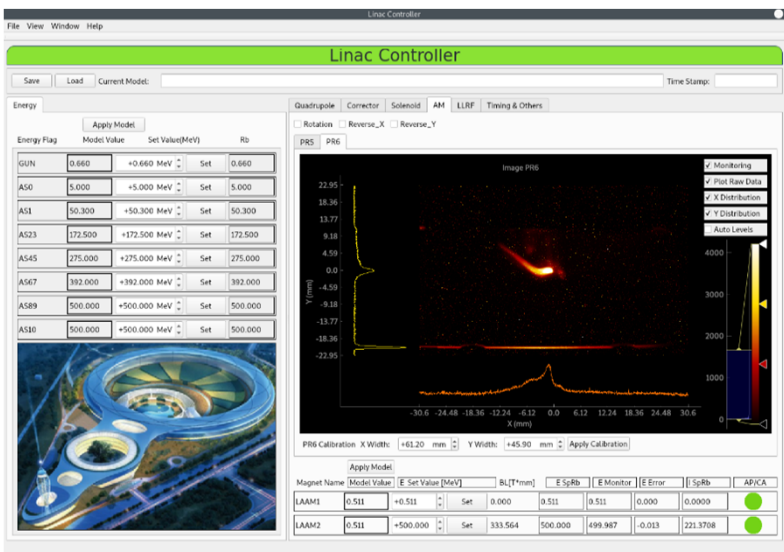 Linac Controller
File View Window Help
Linac Controller
Save Load Current Model: Time Stamp:
Energy
Apply Model
Energy Flag Model Value Set Value(MeV) Rb
GUN 0.660 +0.660 MeV Set 0.660
AS0 5.000 +5.000 MeV Set 5.000
AS1 50.300 +50.300 MeV Set 50.300
AS23 172.500 +172.500 MeV Set 172.500
AS45 275.000 +275.000 MeV Set 275.000
AS67 392.000 +392.000 MeV Set 392.000
AS89 500.000 +500.000 MeV Set 500.000
AS10 500.000 +500.000 MeV Set 500.000
Quadrupole Corrector Solenoid AM LLRF Timing & Others
Rotation Reverse_X Reverse_Y
PR5 PR6
Image PR6
Monitoring
Plot Raw Data
X Distribution
Y Distribution
Auto Levels
22.95
18.36
13.77
9.18
4.59
0.0
-4.59
-9.18
-13.77
-18.36
-22.95
Y (mm)
-30.6 -24.48 -18.36 -12.24 -6.12 0.0 6.12 12.24 18.36 24.48 30.6
X (mm)
4000
3000
2000
1000
0
PR6 Calibration X Width: +61.20 mm Y Width: +45.90 mm Apply Calibration
Apply Model
Magnet Name Model Value E Set Value [MeV] BL[T*mm] E SpRb E Monitor E Error I SpRb AP/CA
LAAM1 0.511 +0.511 Set 0.000 0.511 0.511 0.000 0.0000
LAAM2 0.511 +500.000 Set 333.564 500.000 499.987 -0.013 221.3708